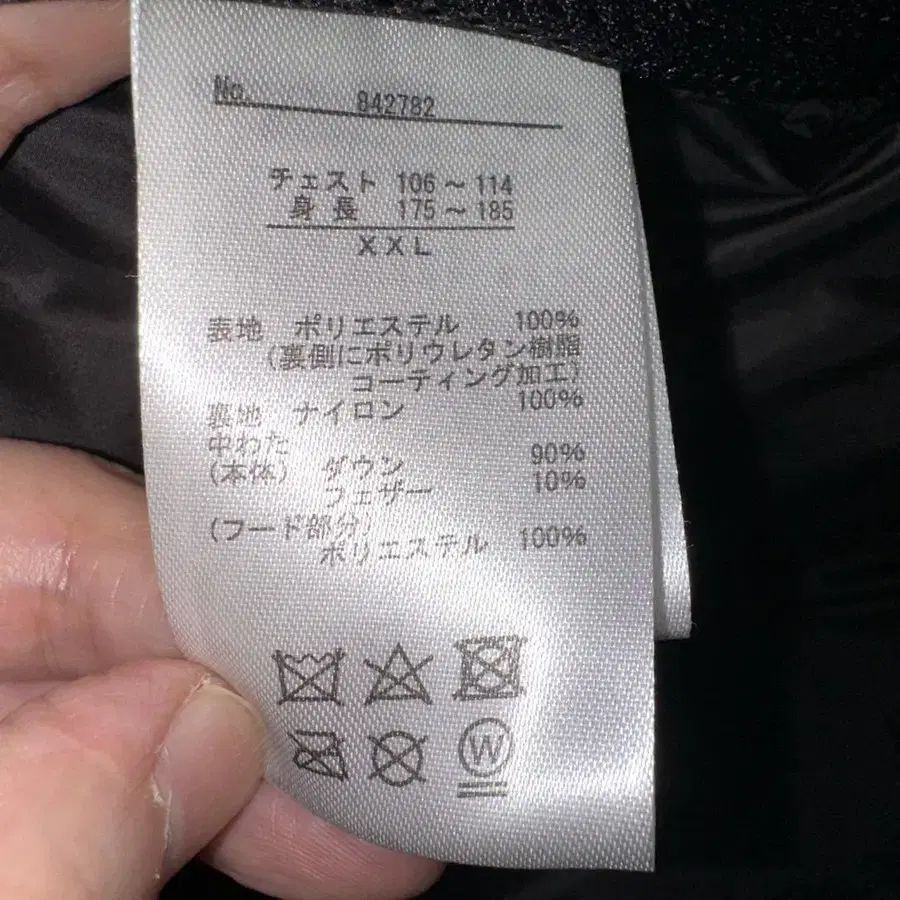 No. 842782
チェスト 106～114
身長 175～185
XXL
表地 ポリエステル 100%
（裏側にポリウレタン樹脂
コーティング加工）
裏地 ナイロン 100%
中わた
（本体） ダウン 90%
フェザー 10%
（フード部分）
ポリエステル 100%
W